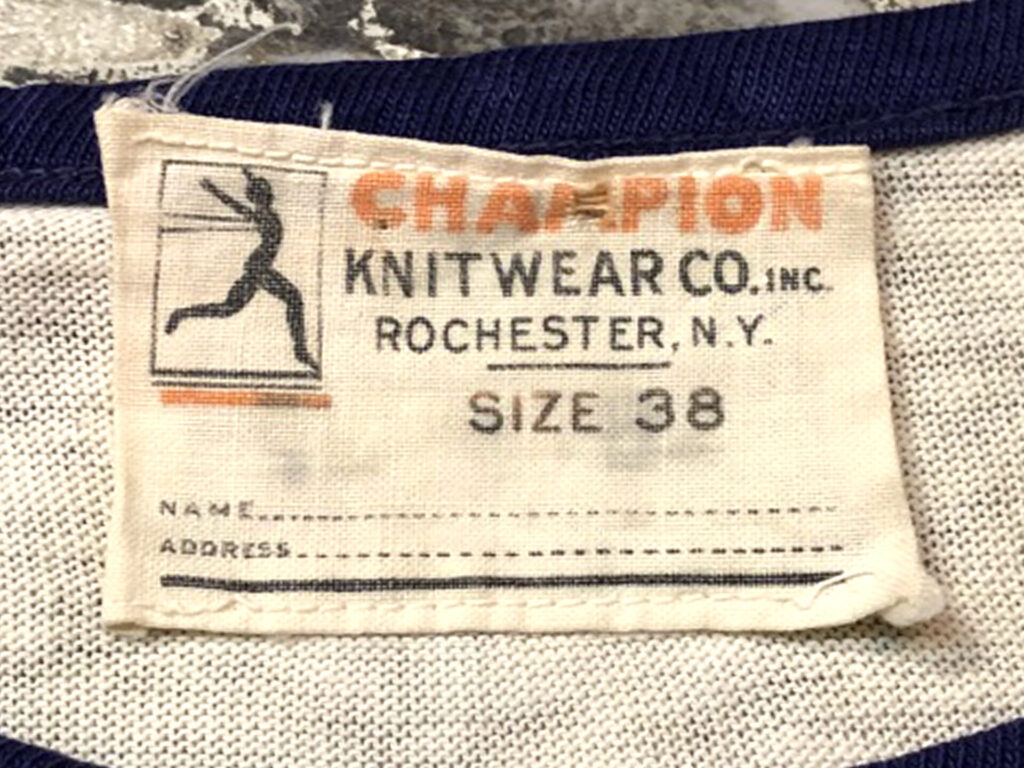 CHAMPION
KNITWEAR CO. INC.
ROCHESTER, N.Y.
SIZE 38
NAME
ADDRESS